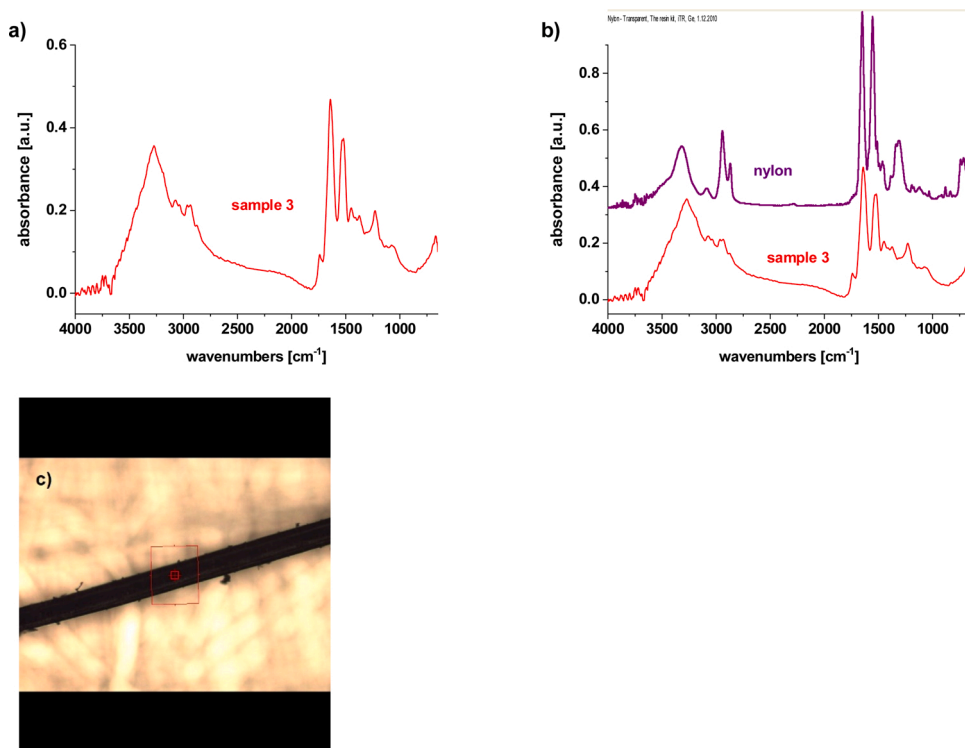 a)
absorbance [a.u.]
0.6
0.4
0.2
0.0
sample 3
4000 3500 3000 2500 2000 1500 1000
wavenumbers [cm-1]
b)
Nylon - Transparent, The resin kit, iTR, Ge, 1.12.2010
absorbance [a.u.]
0.8
0.6
0.4
0.2
0.0
nylon
sample 3
4000 3500 3000 2500 2000 1500 1000
wavenumbers [cm-1]
c)